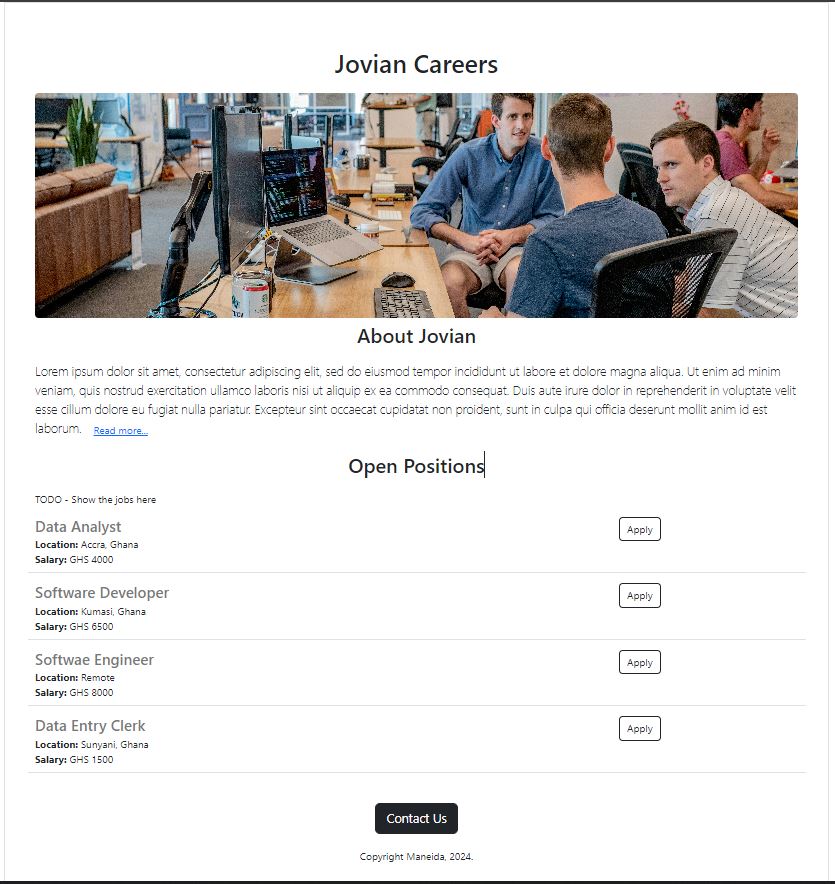 Jovian Careers
About Jovian
Lorem ipsum dolor sit amet, consectetur adipiscing elit, sed do eiusmod tempor incididunt ut labore et dolore magna aliqua. Ut enim ad minim
veniam, quis nostrud exercitation ullamco laboris nisi ut aliquip ex ea commodo consequat. Duis aute irure dolor in reprehenderit in voluptate velit
esse cillum dolore eu fugiat nulla pariatur. Excepteur sint occaecat cupidatat non proident, sunt in culpa qui officia deserunt mollit anim id est
laborum. Read more...
Open Positions
TODO - Show the jobs here
Data Analyst
Apply
Location: Accra, Ghana
Salary: GHS 4000
Software Developer
Apply
Location: Kumasi, Ghana
Salary: GHS 6500
Softwae Engineer
Apply
Location: Remote
Salary: GHS 8000
Data Entry Clerk
Apply
Location: Sunyani, Ghana
Salary: GHS 1500
Contact Us
Copyright Maneida, 2024.